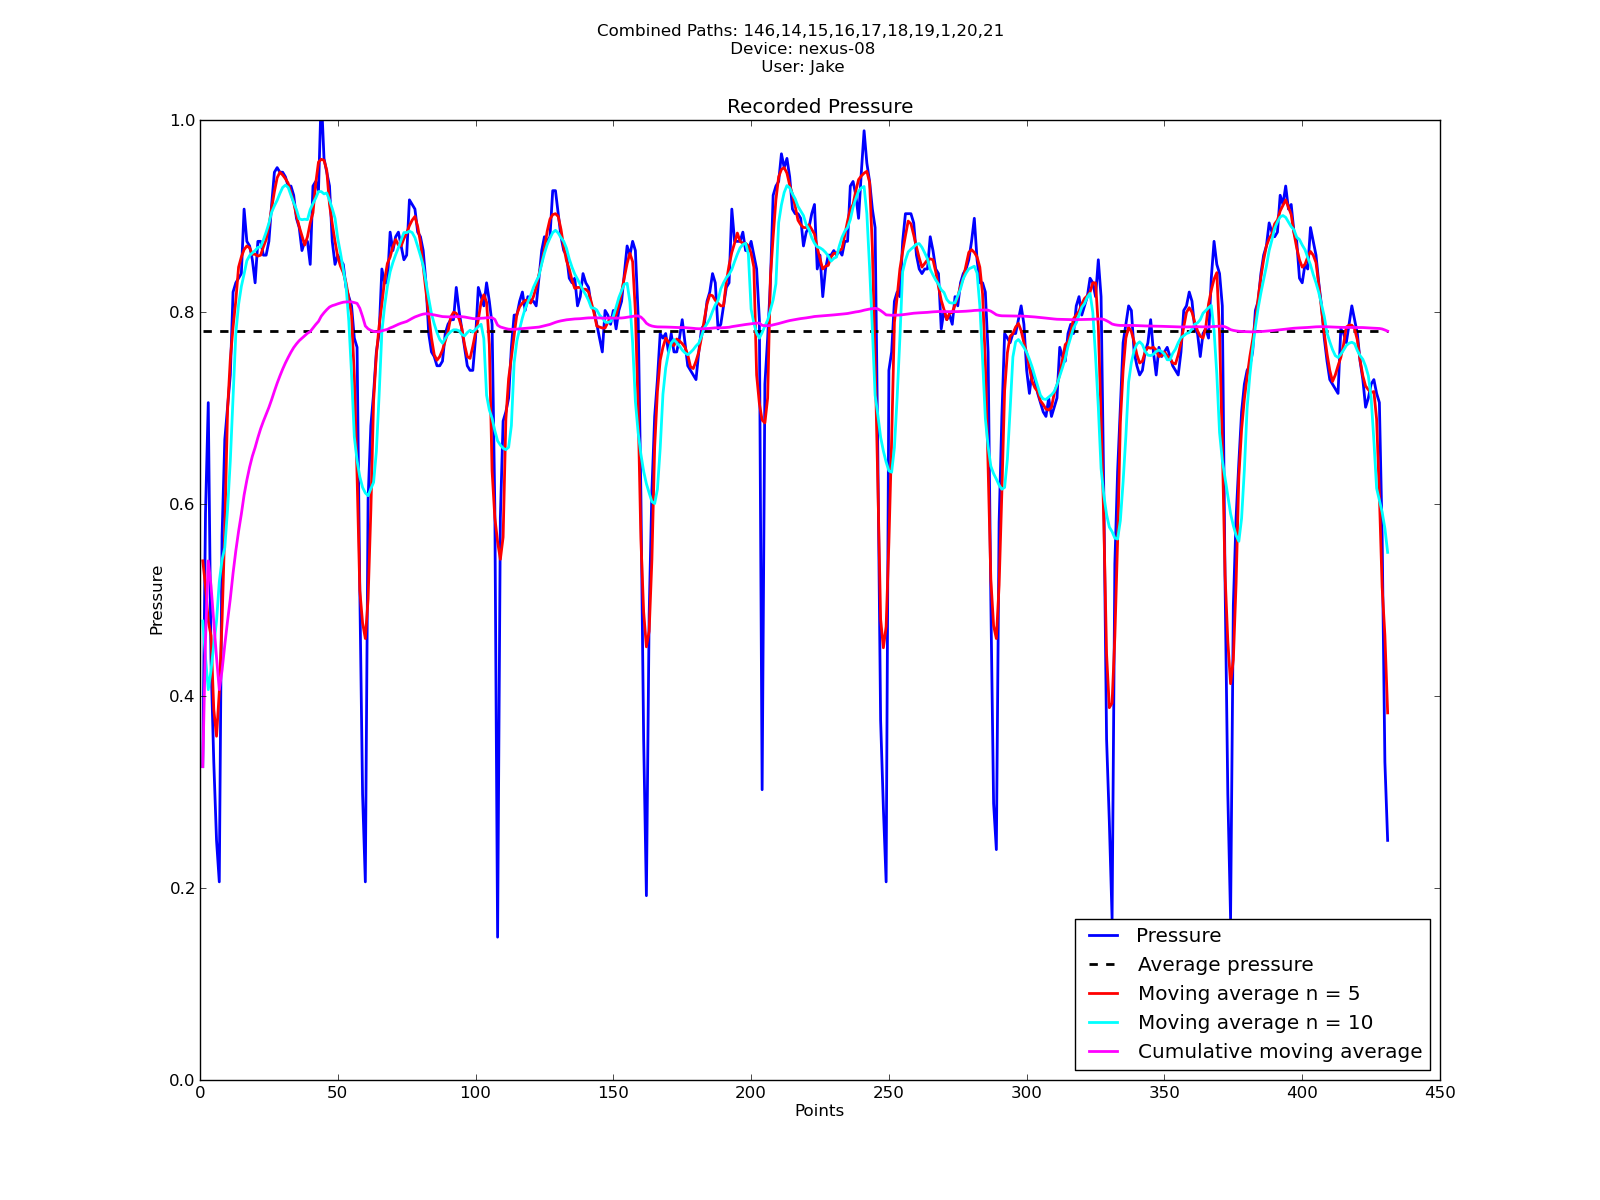 Combined Paths: 146,14,15,16,17,18,19,1,20,21
Device: nexus-08
User: Jake
Recorded Pressure
1.0
0.8
0.6
0.4
0.2
0.0
Pressure
0 50 100 150 200 250 300 350 400 450
Points
Pressure
Average pressure
Moving average n = 5
Moving average n = 10
Cumulative moving average